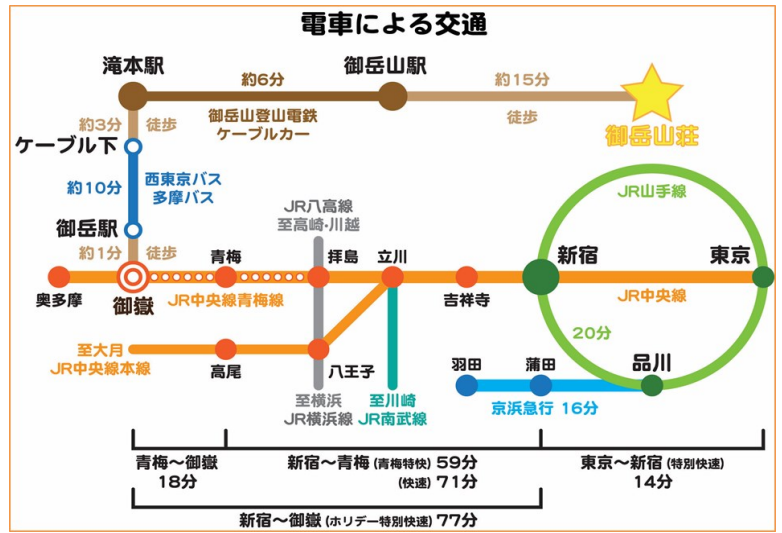 電車による交通
滝本駅
約6分
御岳山駅
約15分
御岳山登山電鉄
ケーブルカー
徒歩
御岳山荘
約3分 徒歩
ケーブル下
約10分
西東京バス
多摩バス
御岳駅
約1分 徒歩
JR八高線
至高崎・川越
JR山手線
青梅
拝島
立川
新宿
東京
奥多摩
御嶽
JR中央線青梅線
吉祥寺
JR中央線
20分
至大月
JR中央線本線
高尾
八王子
羽田
蒲田
品川
至横浜
JR横浜線
至川崎
JR南武線
京浜急行 16分
青梅〜御嶽
18分
新宿〜青梅 (青梅特快) 59分
(快速) 71分
東京〜新宿 (特別快速)
14分
新宿〜御嶽 (ホリデー特別快速) 77分